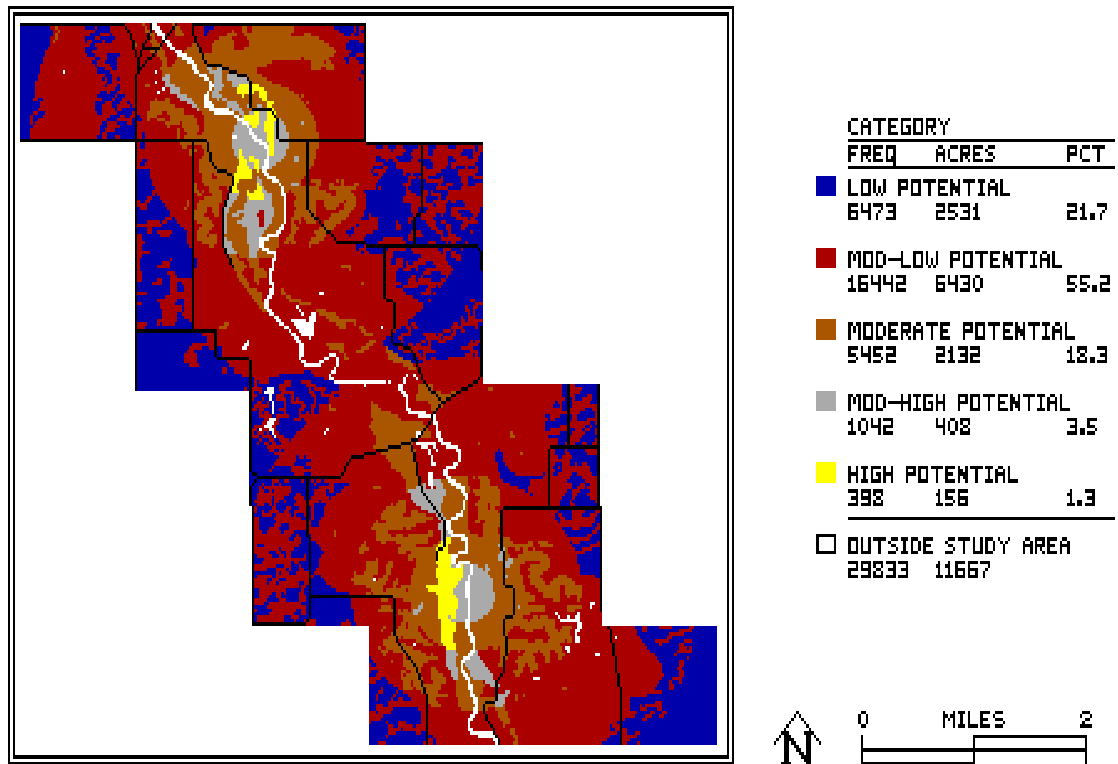 CATEGORY
FREQ ACRES PCT
LOW POTENTIAL
6473 2531 21.7
MOD-LOW POTENTIAL
16442 6430 55.2
MODERATE POTENTIAL
5452 2132 18.3
MOD-HIGH POTENTIAL
1042 408 3.5
HIGH POTENTIAL
398 156 1.3
OUTSIDE STUDY AREA
29833 11667
N
0 MILES 2